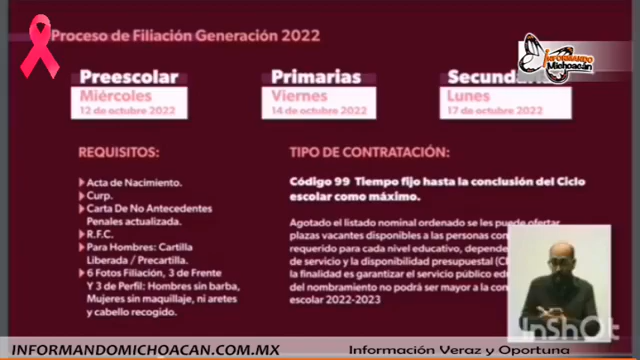 Proceso de Filiación Generación 2022
INFORMANDO
Michoacán
Preescolar
Miércoles
12 de octubre 2022
Primarias
Viernes
14 de octubre 2022
Lunes
17 de octubre 2022
REQUISITOS:
Acta de Nacimiento.
Curp.
Carta De No Antecedentes
Penales actualizada.
R.F.C.
Para Hombres: Cartilla
Liberada / Precartilla.
6 Fotos Filiación, 3 de Frente
Y 3 de Perfil: Hombres sin barba,
Mujeres sin maquillaje, ni aretes
y cabello recogido.
TIPO DE CONTRATACIÓN:
Código 99 Tiempo fijo hasta la conclusión del Ciclo
escolar como máximo.
Agotado el listado nominal ordenado se les puede ofertar
plazas vacantes disponibles a las personas con
requerido para cada nivel educativo,
de servicio y la disponibilidad presupuestal
la finalidad es garantizar el servicio público
del nombramiento no podrá ser mayor a la
escolar 2022-2023
InShOt
INFORMANDOMICHOACAN.COM.MX
Información Veraz y Oportuna